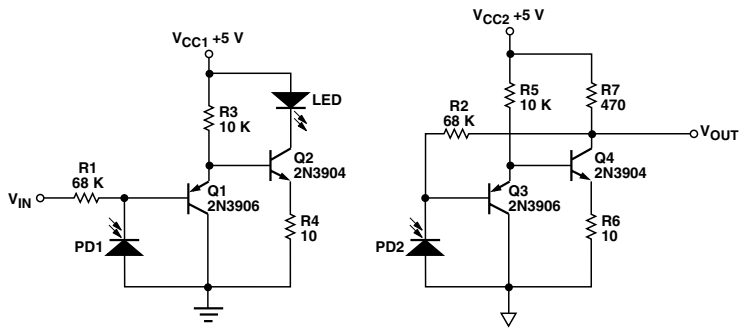 VCC1 +5 V
VCC2 +5 V
R3
10 K
LED
R5
10 K
R7
470
R2
68 K
VOUT
Q2
2N3904
Q4
2N3904
R1
68 K
VIN
Q1
2N3906
Q3
2N3906
R4
10
R6
10
PD1
PD2